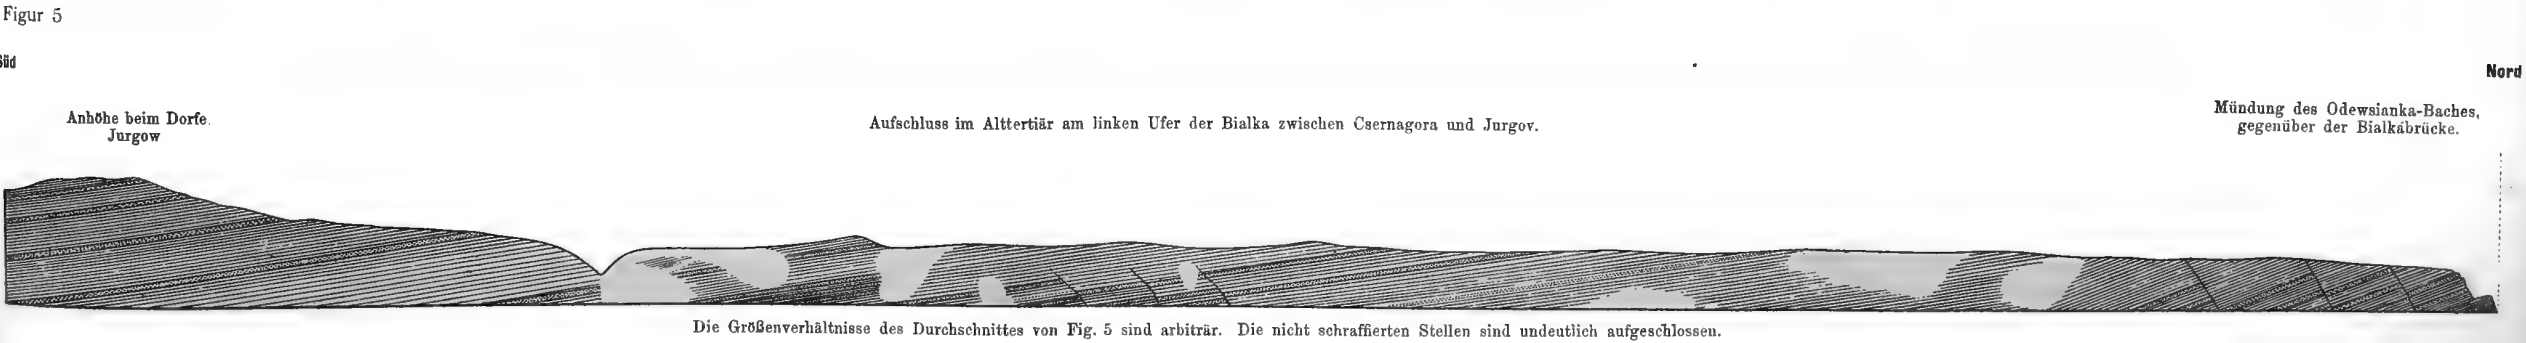 Figur 5
Süd
Nord
Anhöhe beim Dorfe
Jurgow
Aufschluss im Alttertiär am linken Ufer der Bialka zwischen Csernagora und Jurgov.
Mündung des Odewsianka-Baches,
gegenüber der Bialkábrücke.
Die Größenverhältnisse des Durchschnittes von Fig. 5 sind arbiträr. Die nicht schraffierten Stellen sind undeutlich aufgeschlossen.